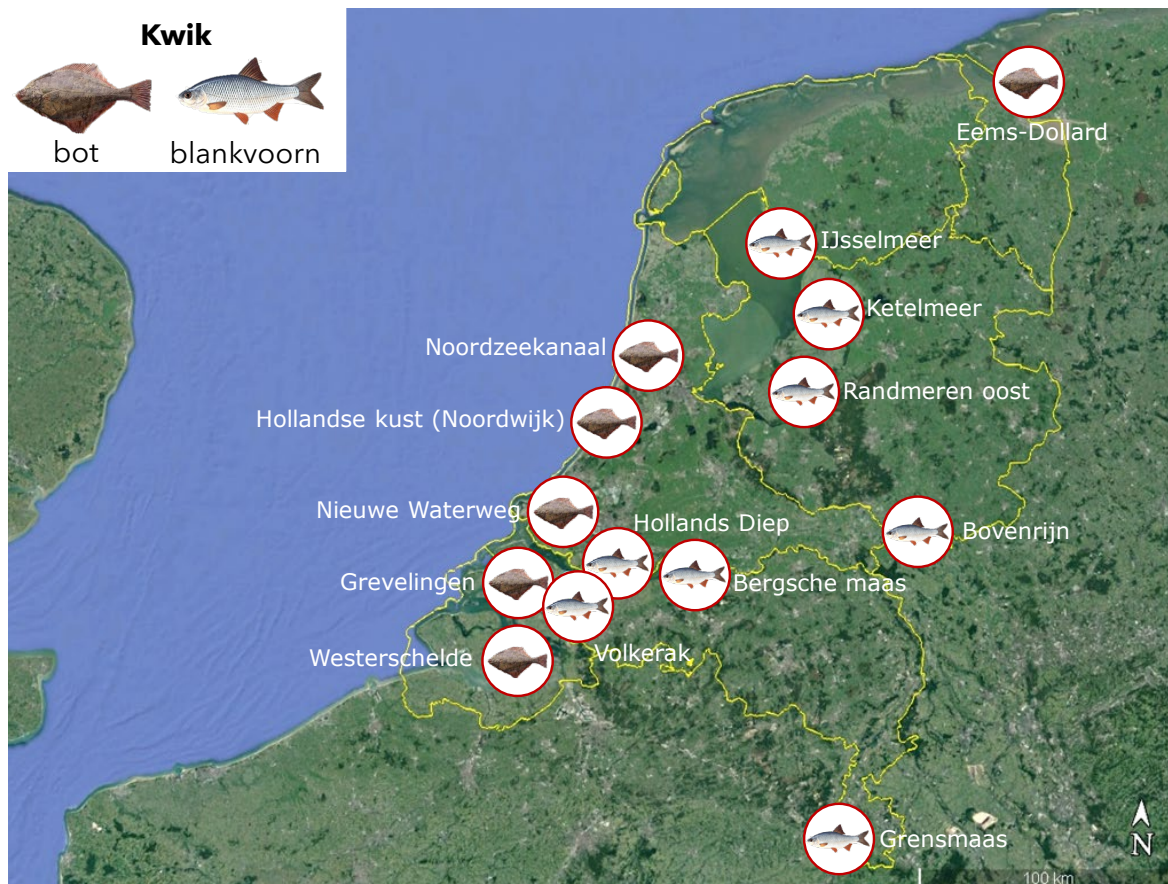 Kwik
bot
blankvoorn
Eems-Dollard
IJsselmeer
Ketelmeer
Noordzeekanaal
Randmeren oost
Hollandse kust (Noordwijk)
Nieuwe Waterweg
Hollands Diep
Bovenrijn
Grevelingen
Bergsche maas
Westerschelde
Volkerak
Grensmaas
N
100 km